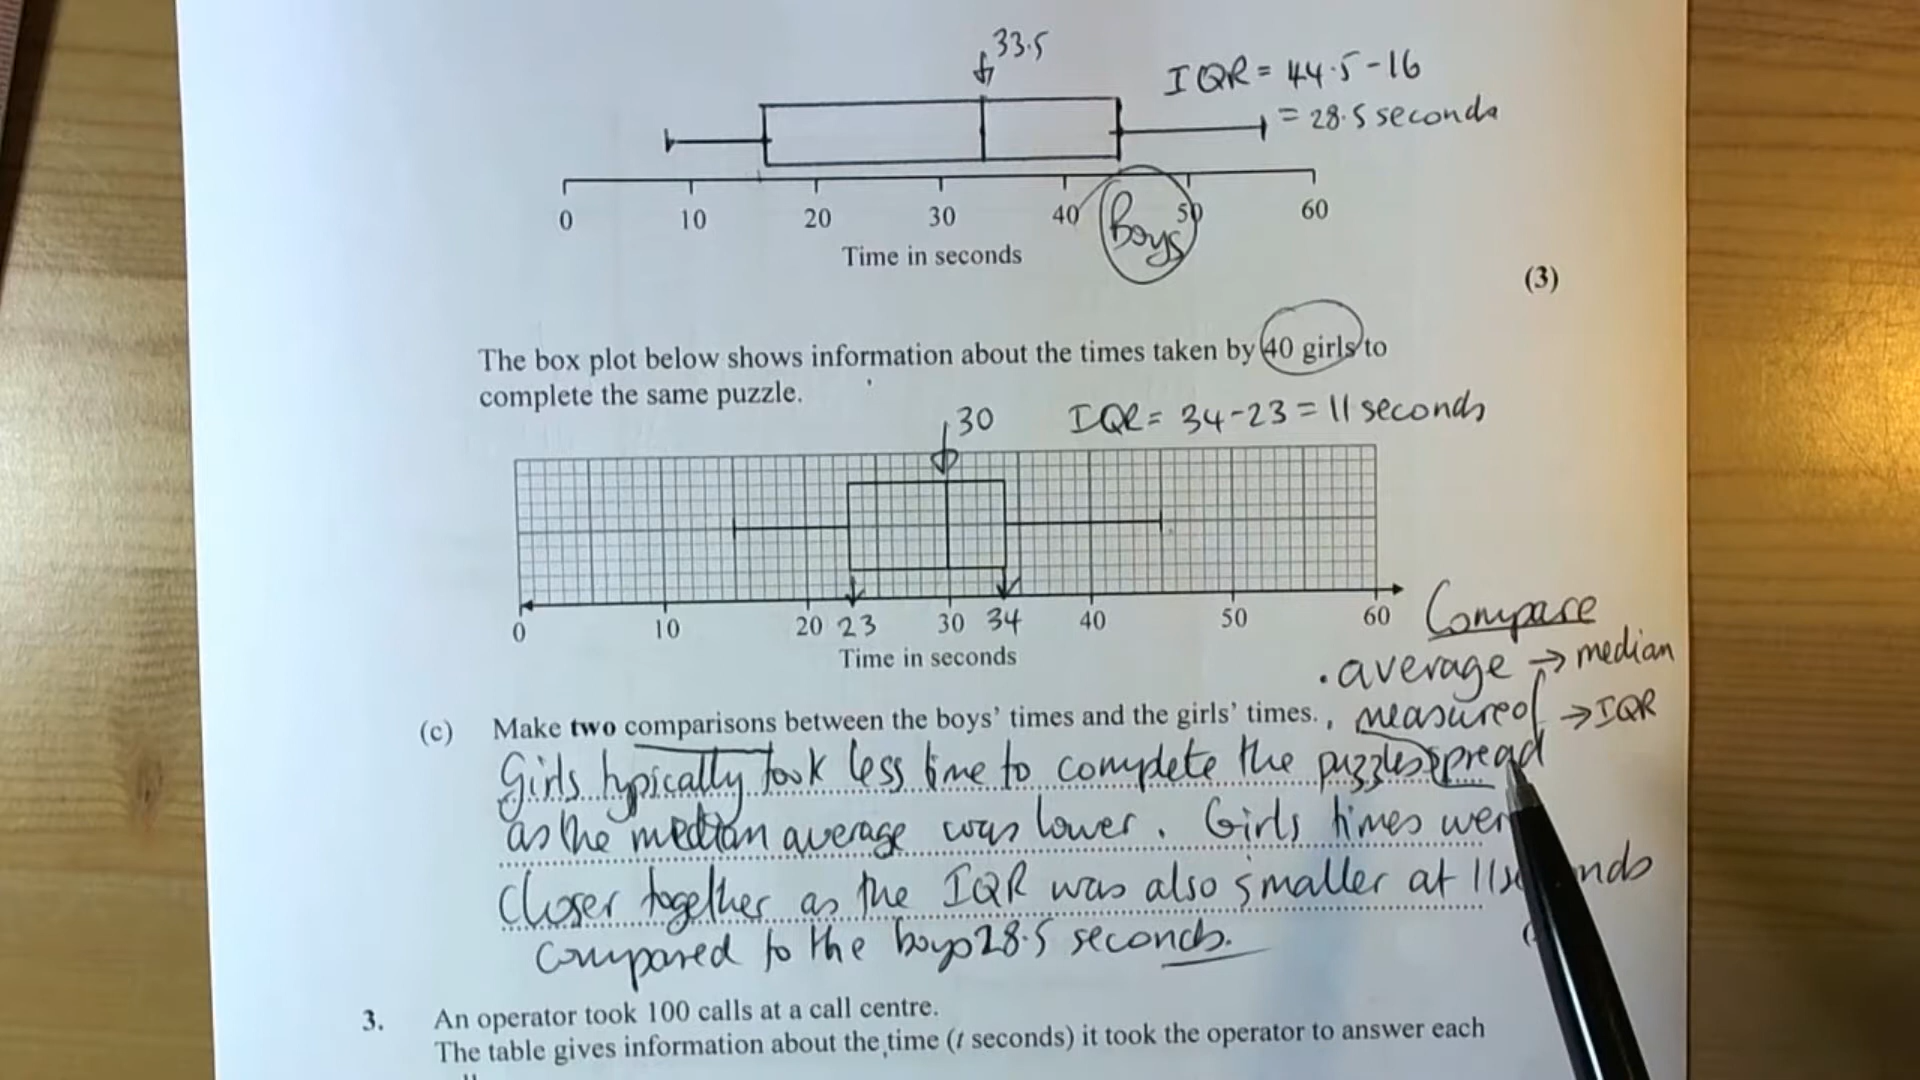 33.5
IQR = 44.5-16
= 28.5 seconds
0 10 20 30 40 50 60
Boys
Time in seconds
(3)
The box plot below shows information about the times taken by 40 girls to
complete the same puzzle.
30 IQR = 34-23 = 11 seconds
0 10 20 23 30 34 40 50 60
Time in seconds
Compare
. average → median
measure of → IQR
spread
(c) Make two comparisons between the boys' times and the girls' times.
Girls typically took less time to complete the puzzles
as the median average was lower. Girls times
closer together as the IQR was also smaller at 11
compared to the boys 28.5 seconds.
3. An operator took 100 calls at a call centre.
The table gives information about the time (t seconds) it took the operator to answer each